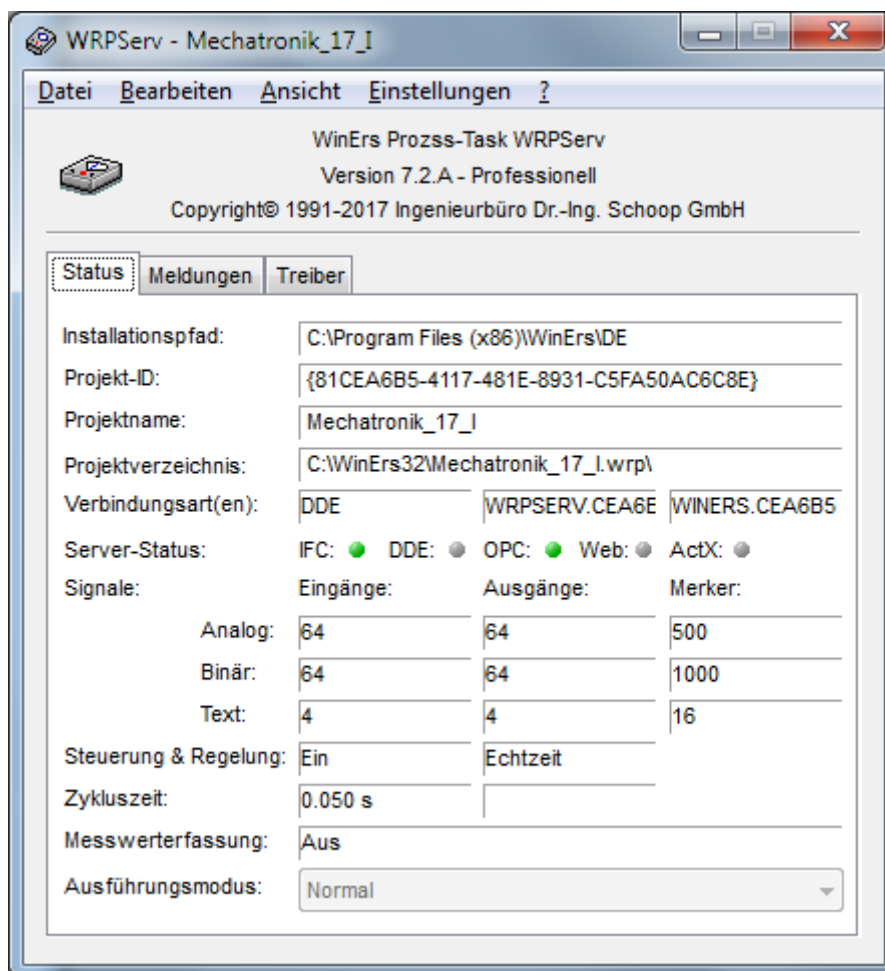 WRPServ - Mechatronik_17_I
Datei Bearbeiten Ansicht Einstellungen ?
WinErs Prozss-Task WRPServ
Version 7.2.A - Professionell
Copyright© 1991-2017 Ingenieurbüro Dr.-Ing. Schoop GmbH
Status Meldungen Treiber
Installationspfad: C:\Program Files (x86)\WinErs\DE
Projekt-ID: {81CEA6B5-4117-481E-8931-C5FA50AC6C8E}
Projektname: Mechatronik_17_I
Projektverzeichnis: C:\WinErs32\Mechatronik_17_I.wrp\
Verbindungsart(en): DDE WRPSERV.CEA6E WINERS.CEA6B5
Server-Status: IFC: DDE: OPC: Web: ActX:
Signale: Eingänge: Ausgänge: Merker:
Analog: 64 64 500
Binär: 64 64 1000
Text: 4 4 16
Steuerung & Regelung: Ein Echtzeit
Zykluszeit: 0.050 s
Messwerterfassung: Aus
Ausführungsmodus: Normal